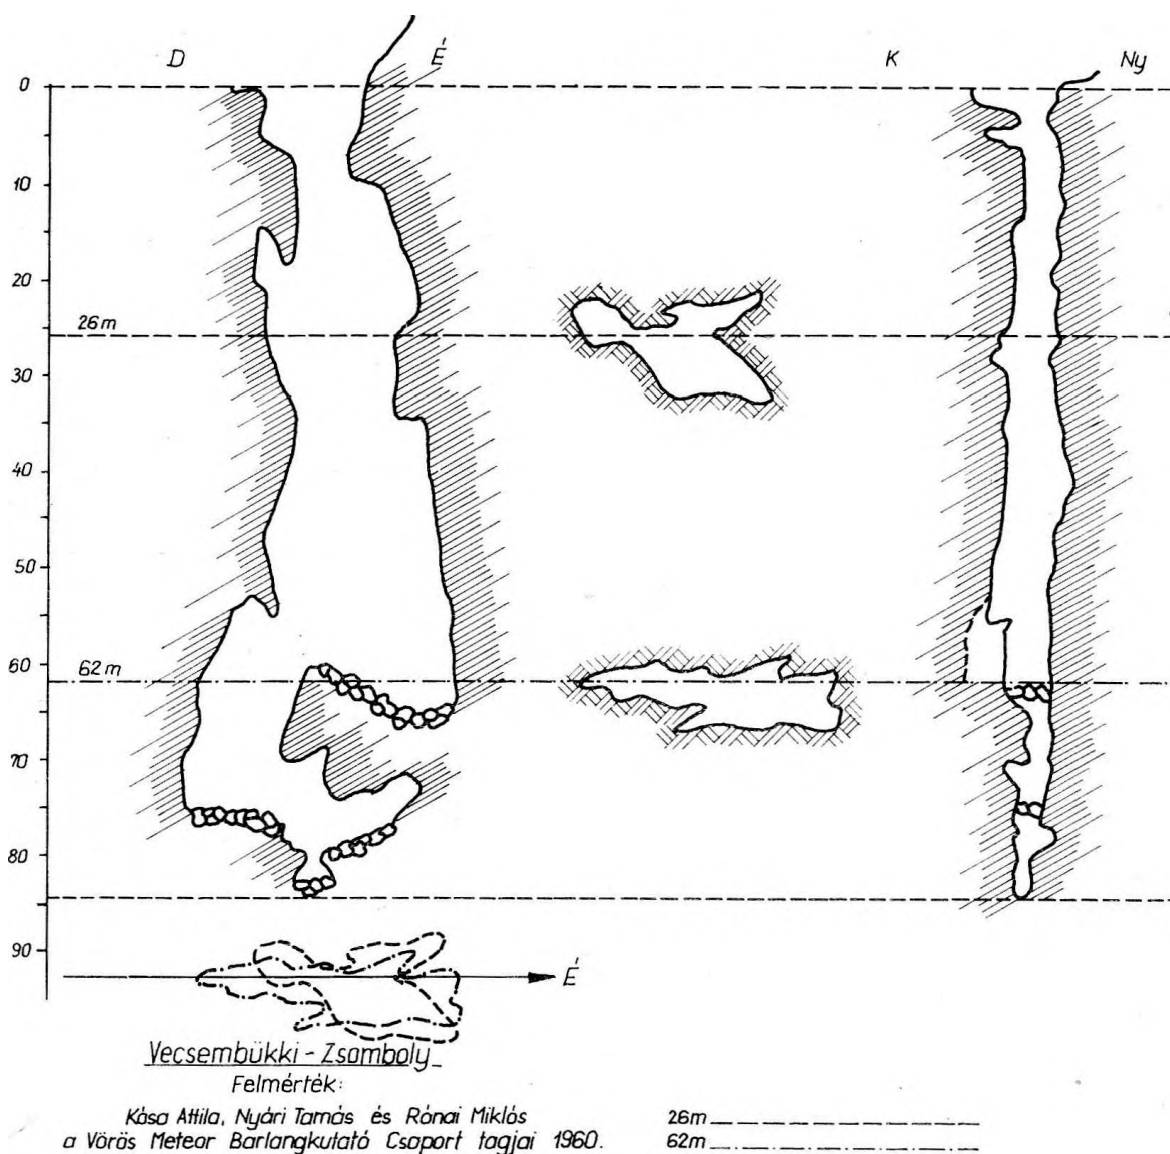 D É K Ny
0
10
20
26m
30
40
50
60
62m
70
80
90
É
Vecsembükki - Zsomboly
Felmérték:
Kósa Attila, Nyári Tamás és Rónai Miklós
a Vörös Meteor Barlangkutató Csoport tagjai 1960.
26m
62m